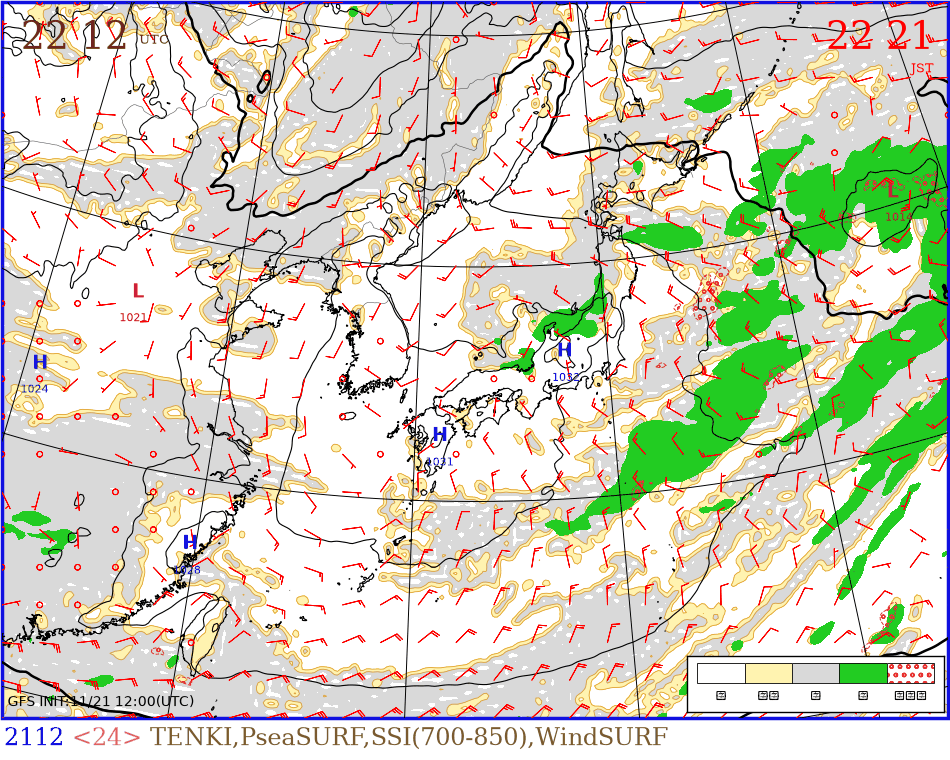 22 12 UTC
22 21
JST
L
1014
L
1021
H
1024
H
1032
H
1031
H
1028
GFS INIT:11/21 12:00(UTC)
2112 <24> TENKI,PseaSURF,SSI(700-850),WindSURF